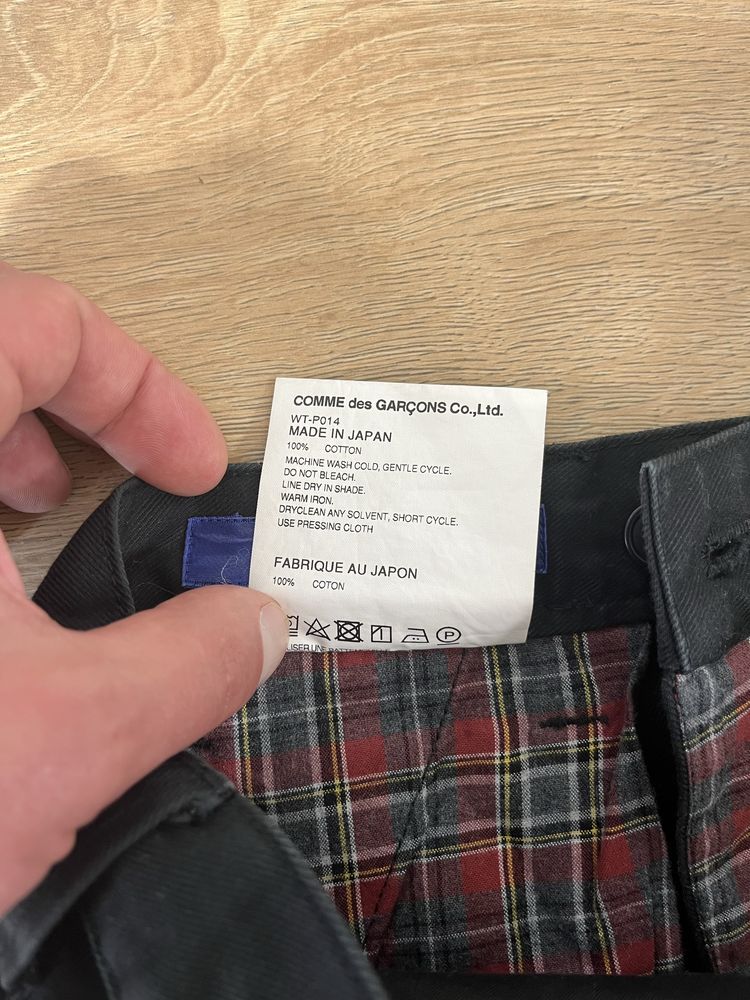 COMME des GARÇONS Co.,Ltd.
WT-P014
MADE IN JAPAN
100% COTTON
MACHINE WASH COLD, GENTLE CYCLE.
DO NOT BLEACH.
LINE DRY IN SHADE.
WARM IRON.
DRYCLEAN ANY SOLVENT, SHORT CYCLE.
USE PRESSING CLOTH
FABRIQUE AU JAPON
100% COTON
P